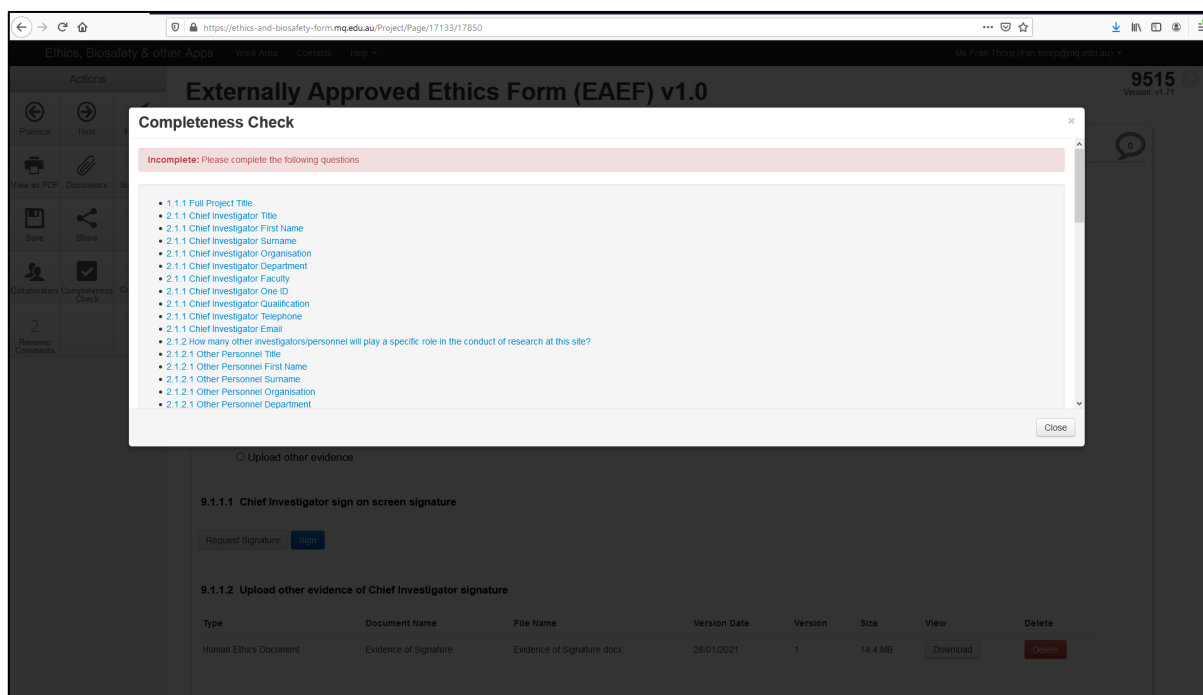 https://ethics-and-biosafety-form.mq.edu.au/Project/Page/17133/17850
Ethics, Biosafety & other Apps Work Area Contacts Help Ms Fran Thorp (fran.thorp@mq.edu.au)
Actions
Externally Approved Ethics Form (EAEF) v1.0
9515
Version: v1.71
Previous Next
View as PDF Documents
Save Share
Collaborators Completeness Check
2
Reviewer Comments
0
Completeness Check ×
Incomplete: Please complete the following questions
1.1.1 Full Project Title
2.1.1 Chief Investigator Title
2.1.1 Chief Investigator First Name
2.1.1 Chief Investigator Surname
2.1.1 Chief Investigator Organisation
2.1.1 Chief Investigator Department
2.1.1 Chief Investigator Faculty
2.1.1 Chief Investigator One ID
2.1.1 Chief Investigator Qualification
2.1.1 Chief Investigator Telephone
2.1.1 Chief Investigator Email
2.1.2 How many other investigators/personnel will play a specific role in the conduct of research at this site?
2.1.2.1 Other Personnel Title
2.1.2.1 Other Personnel First Name
2.1.2.1 Other Personnel Surname
2.1.2.1 Other Personnel Organisation
2.1.2.1 Other Personnel Department
Close
Upload other evidence
9.1.1.1 Chief Investigator sign on screen signature
Request Signature Sign
9.1.1.2 Upload other evidence of Chief Investigator signature
Type Document Name File Name Version Date Version Size View Delete
Human Ethics Document Evidence of Signature Evidence of Signature.docx 28/01/2021 1 14.4 MB Download Delete